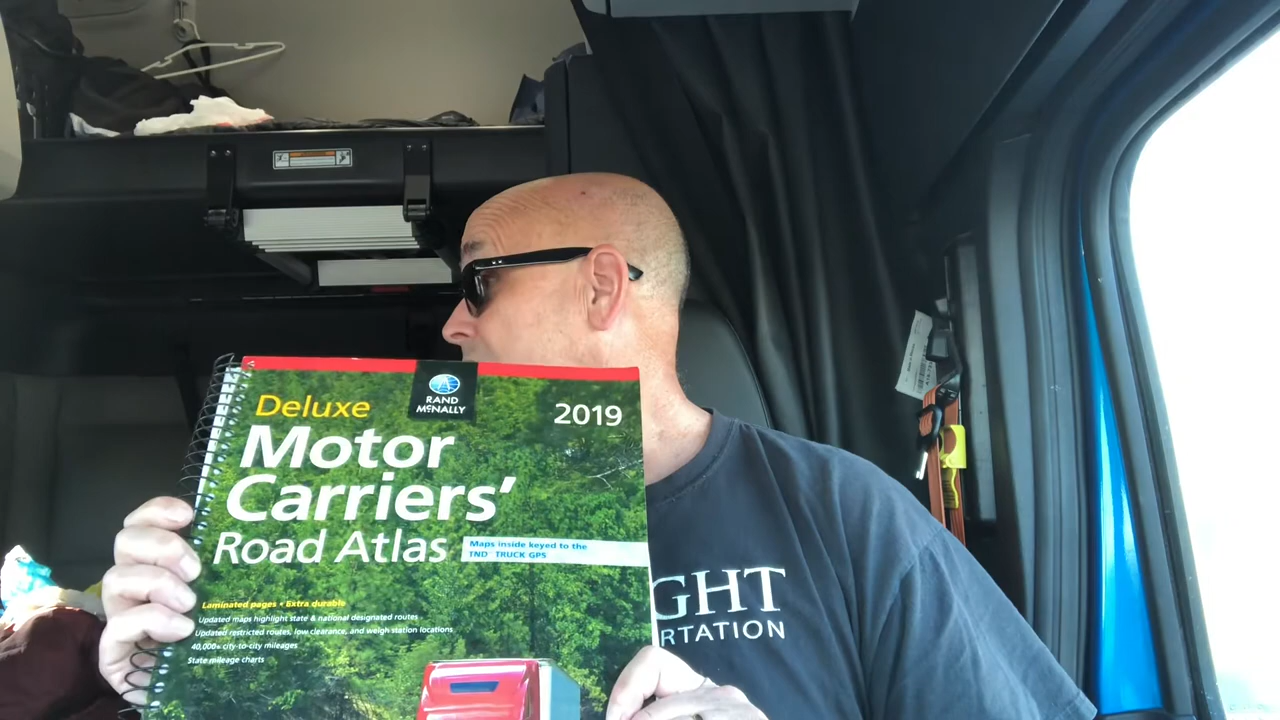 RAND
McNALLY
Deluxe
2019
Motor
Carriers'
Road Atlas
Maps inside keyed to the
TND™ TRUCK GPS
Laminated pages • Extra durable
Updated maps highlight state & national designated routes
Updated restricted routes, low clearance, and weigh station locations
40,000+ city-to-city mileages
State mileage charts
GHT
RTATION